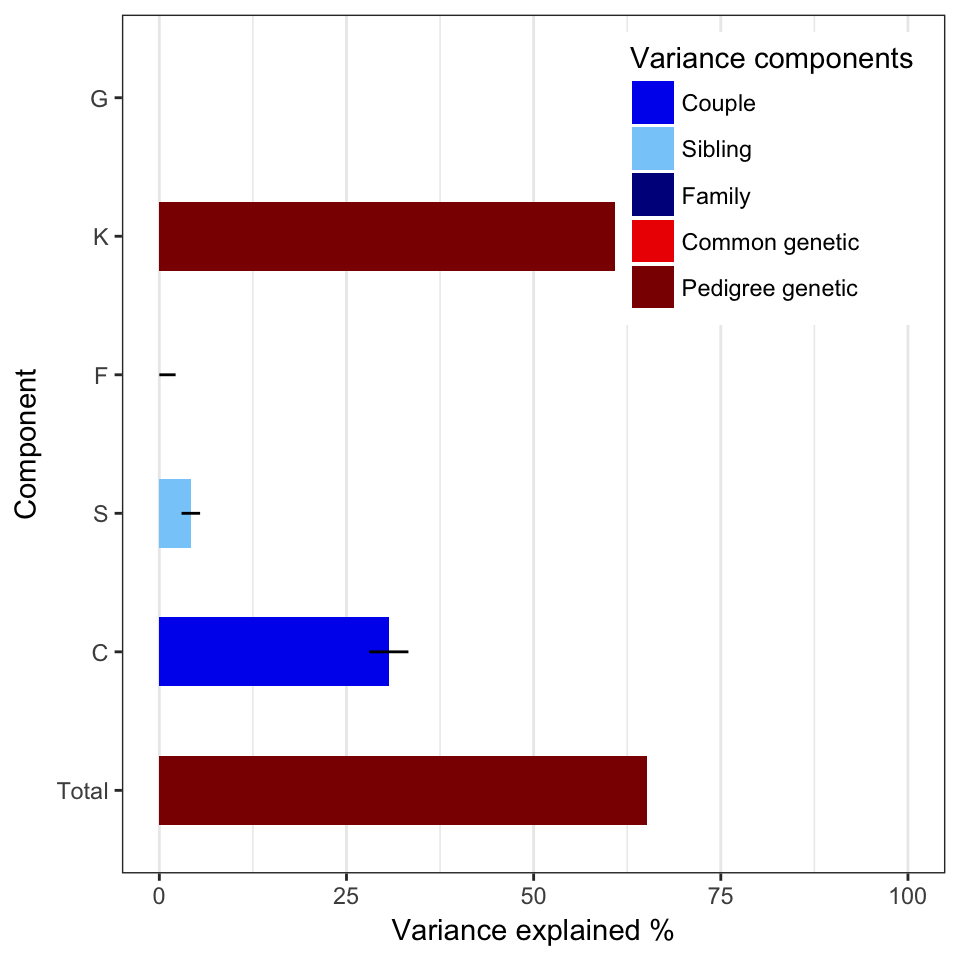 Variance components
Couple
Sibling
Family
Common genetic
Pedigree genetic
G
K
F
S
C
Total
Component
0 25 50 75 100
Variance explained %